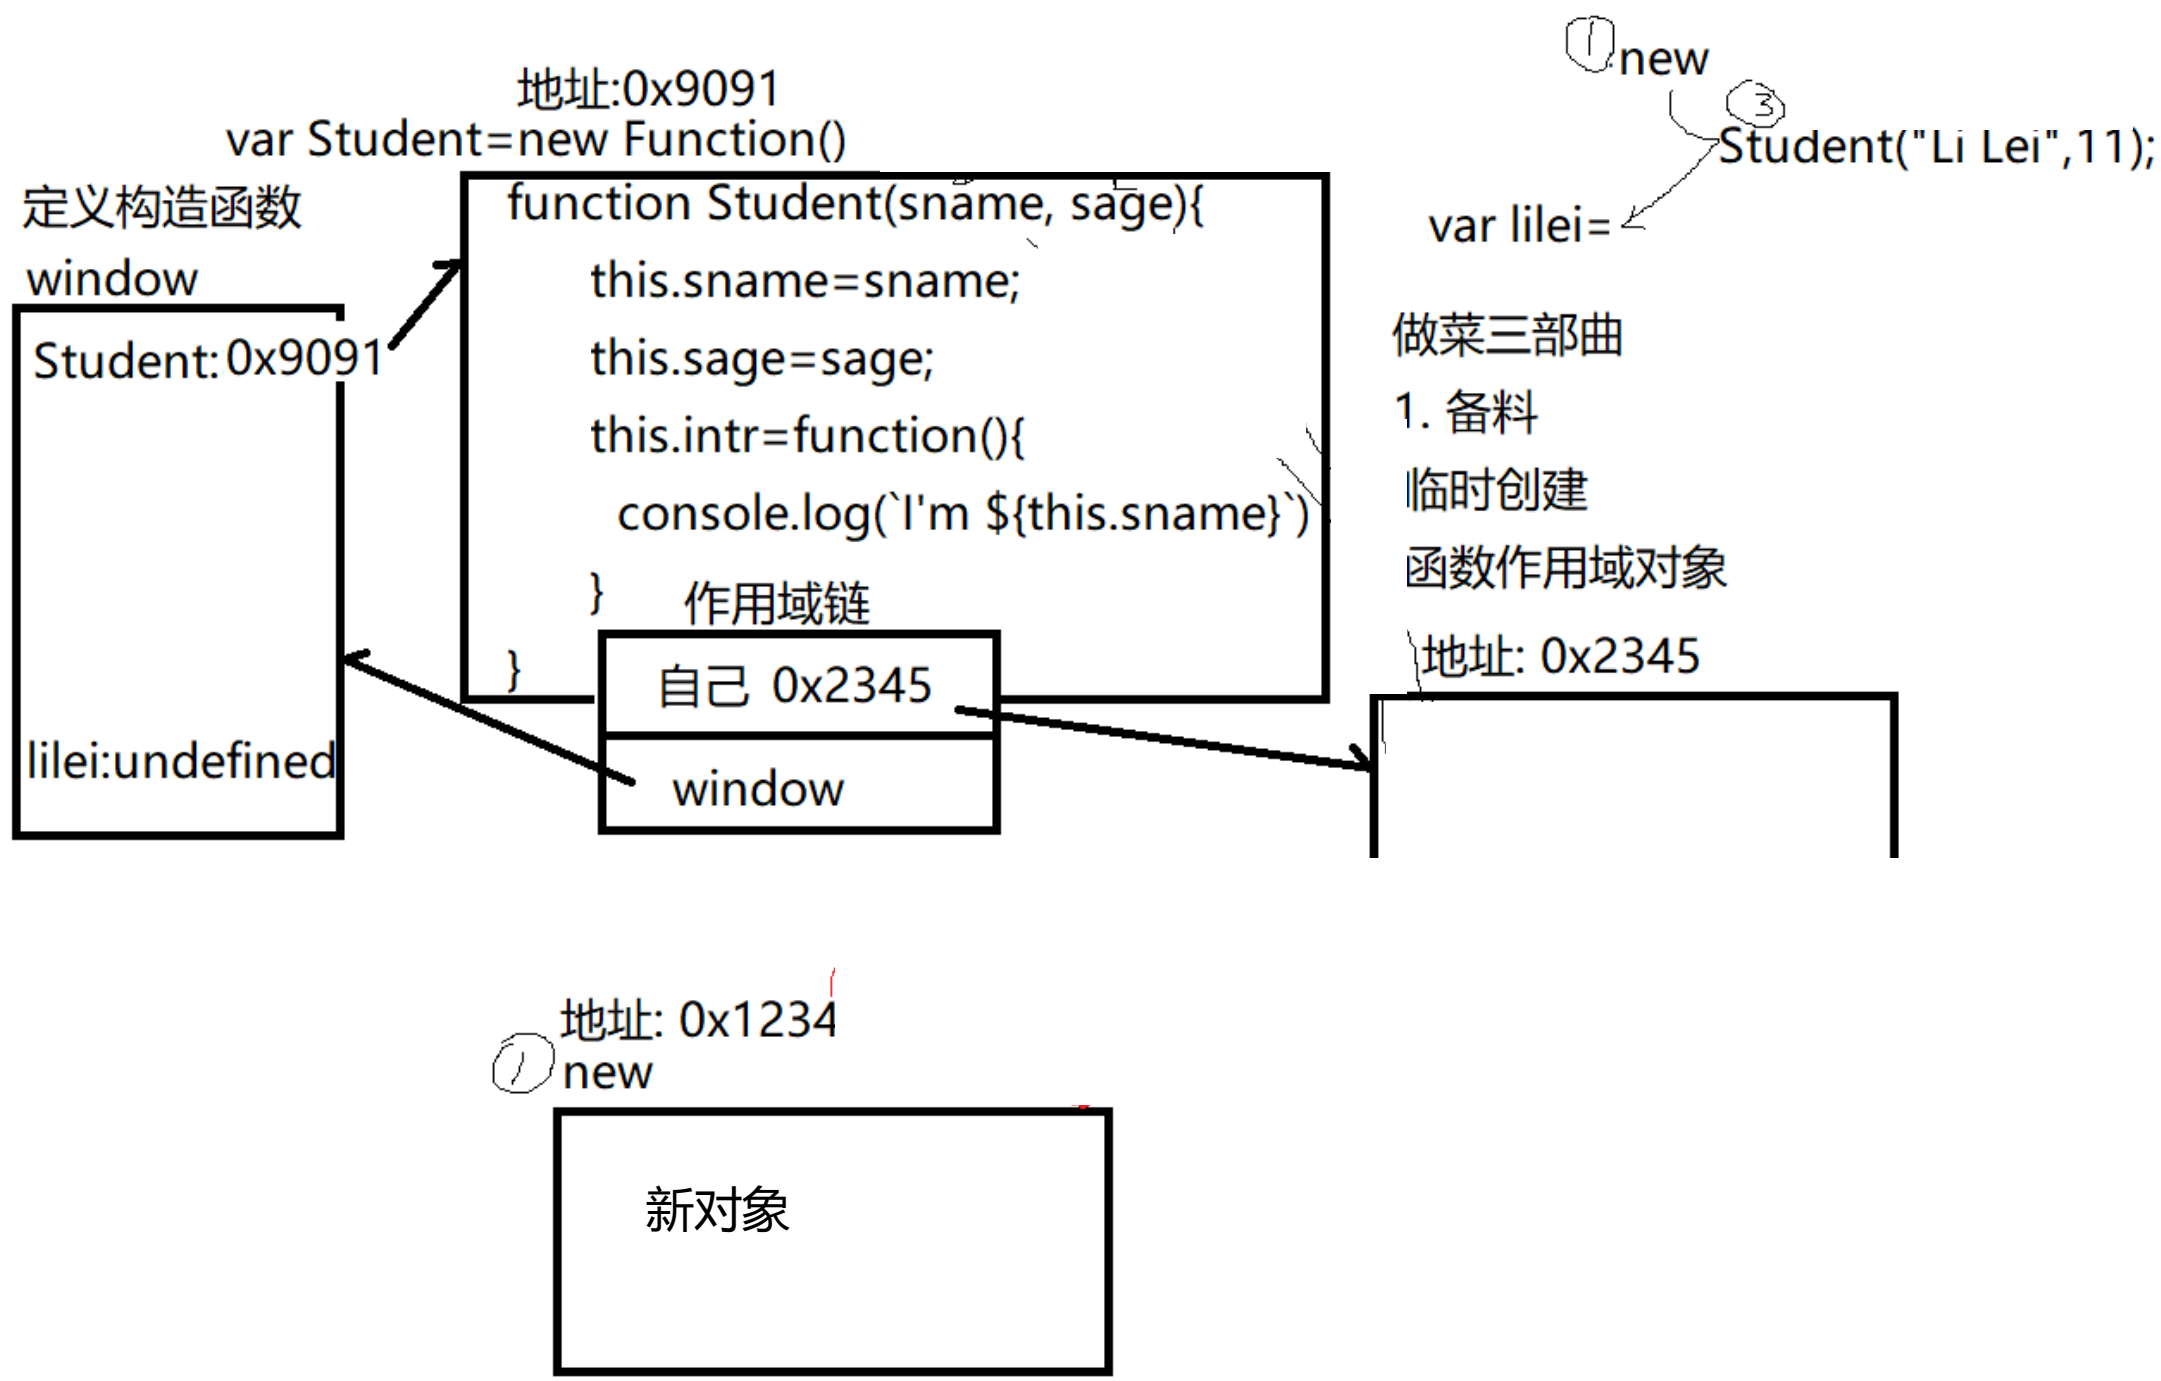 地址:0x9091
var Student=new Function()
定义构造函数
window
Student:0x9091
lilei:undefined
function Student(sname, sage){
this.sname=sname;
this.sage=sage;
this.intr=function(){
console.log(`I'm ${this.sname}`)
}
}
作用域链
自己 0x2345
window
① new
③
Student("Li Lei",11);
var lilei=
做菜三部曲
1. 备料
临时创建
函数作用域对象
地址: 0x2345
地址: 0x1234
① new
新对象